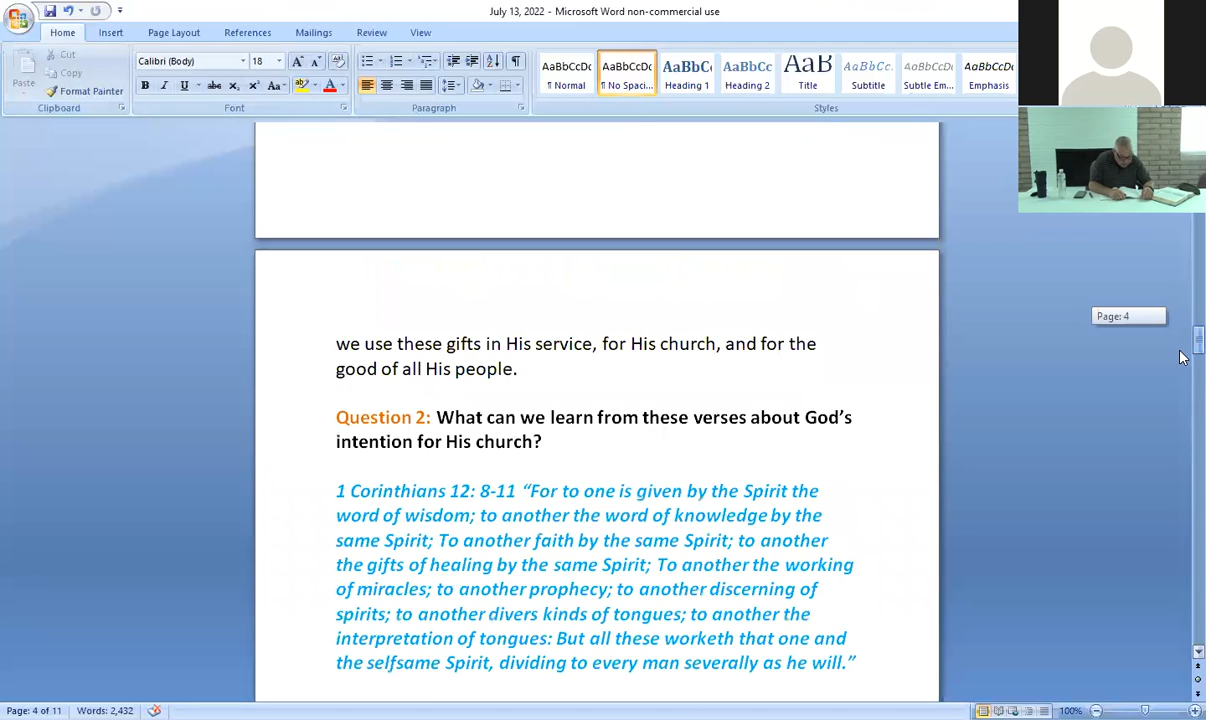 July 13, 2022 - Microsoft Word non-commercial use
Home Insert Page Layout References Mailings Review View
Paste Cut
Copy
Format Painter
Clipboard
Calibri (Body) 18
Font
Paragraph
AaBbCcDc AaBbCcDc AaBbC AaBbCc AaB AaBbCc. AaBbCcDc AaBbCcDc
¶ Normal ¶ No Spaci... Heading 1 Heading 2 Title Subtitle Subtle Em... Emphasis
Styles
Page: 4
we use these gifts in His service, for His church, and for the
good of all His people.
Question 2: What can we learn from these verses about God’s
intention for His church?
1 Corinthians 12: 8-11 “For to one is given by the Spirit the
word of wisdom; to another the word of knowledge by the
same Spirit; To another faith by the same Spirit; to another
the gifts of healing by the same Spirit; To another the working
of miracles; to another prophecy; to another discerning of
spirits; to another divers kinds of tongues; to another the
interpretation of tongues: But all these worketh that one and
the selfsame Spirit, dividing to every man severally as he will.”
Page: 4 of 11 Words: 2,432 100%